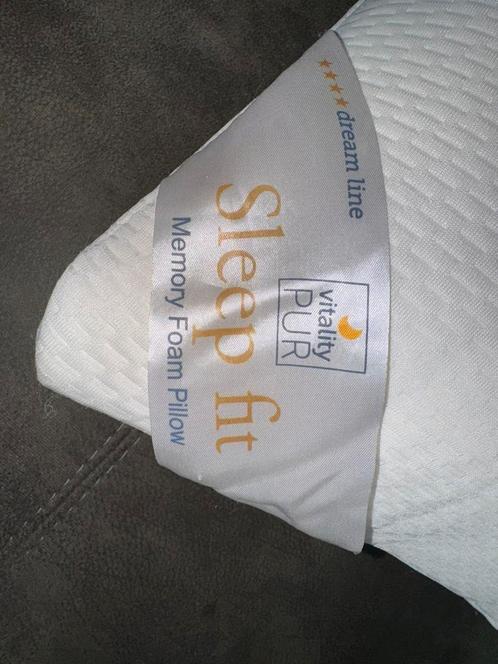 ★★★★ dream line
vitality
PUR
Sleep fit
Memory Foam Pillow